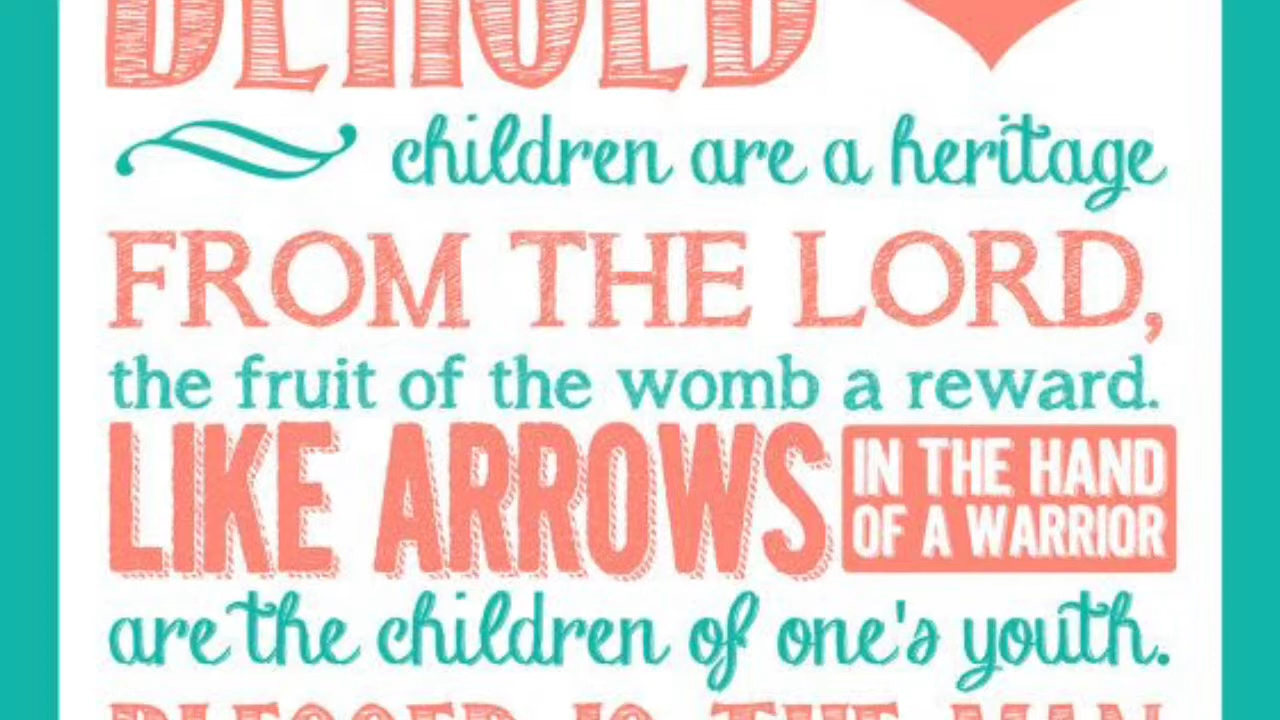 BEHOLD
children are a heritage
FROM THE LORD,
the fruit of the womb a reward.
LIKE ARROWS
IN THE HAND
OF A WARRIOR
are the children of one's youth.
BLESSED IS THE MAN